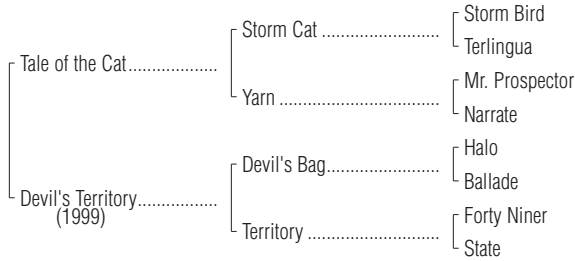 Storm Bird
Storm Cat ..........................
Terlingua
Tale of the Cat..................
Mr. Prospector
Yarn ...................................
Narrate
Halo
Devil's Bag.........................
Ballade
Devil's Territory................
(1999)
Forty Niner
Territory .............................
State